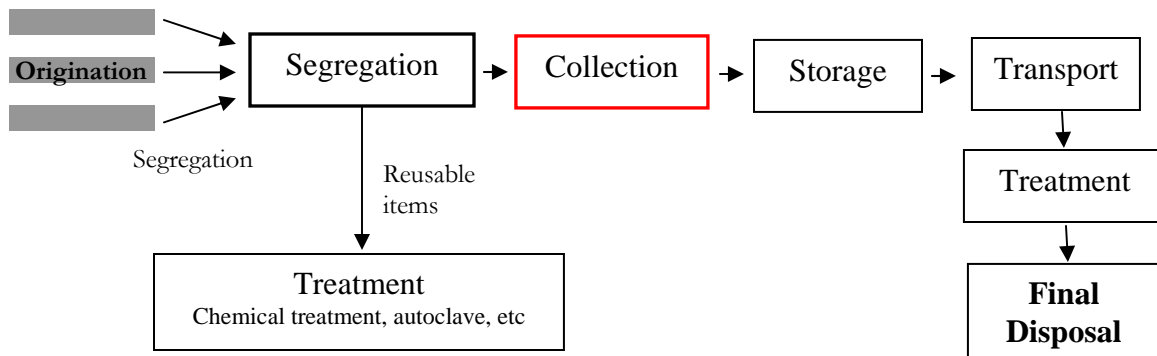 Origination
Segregation
Collection
Storage
Transport
Segregation
Reusable
items
Treatment
Treatment
Chemical treatment, autoclave, etc
Final
Disposal